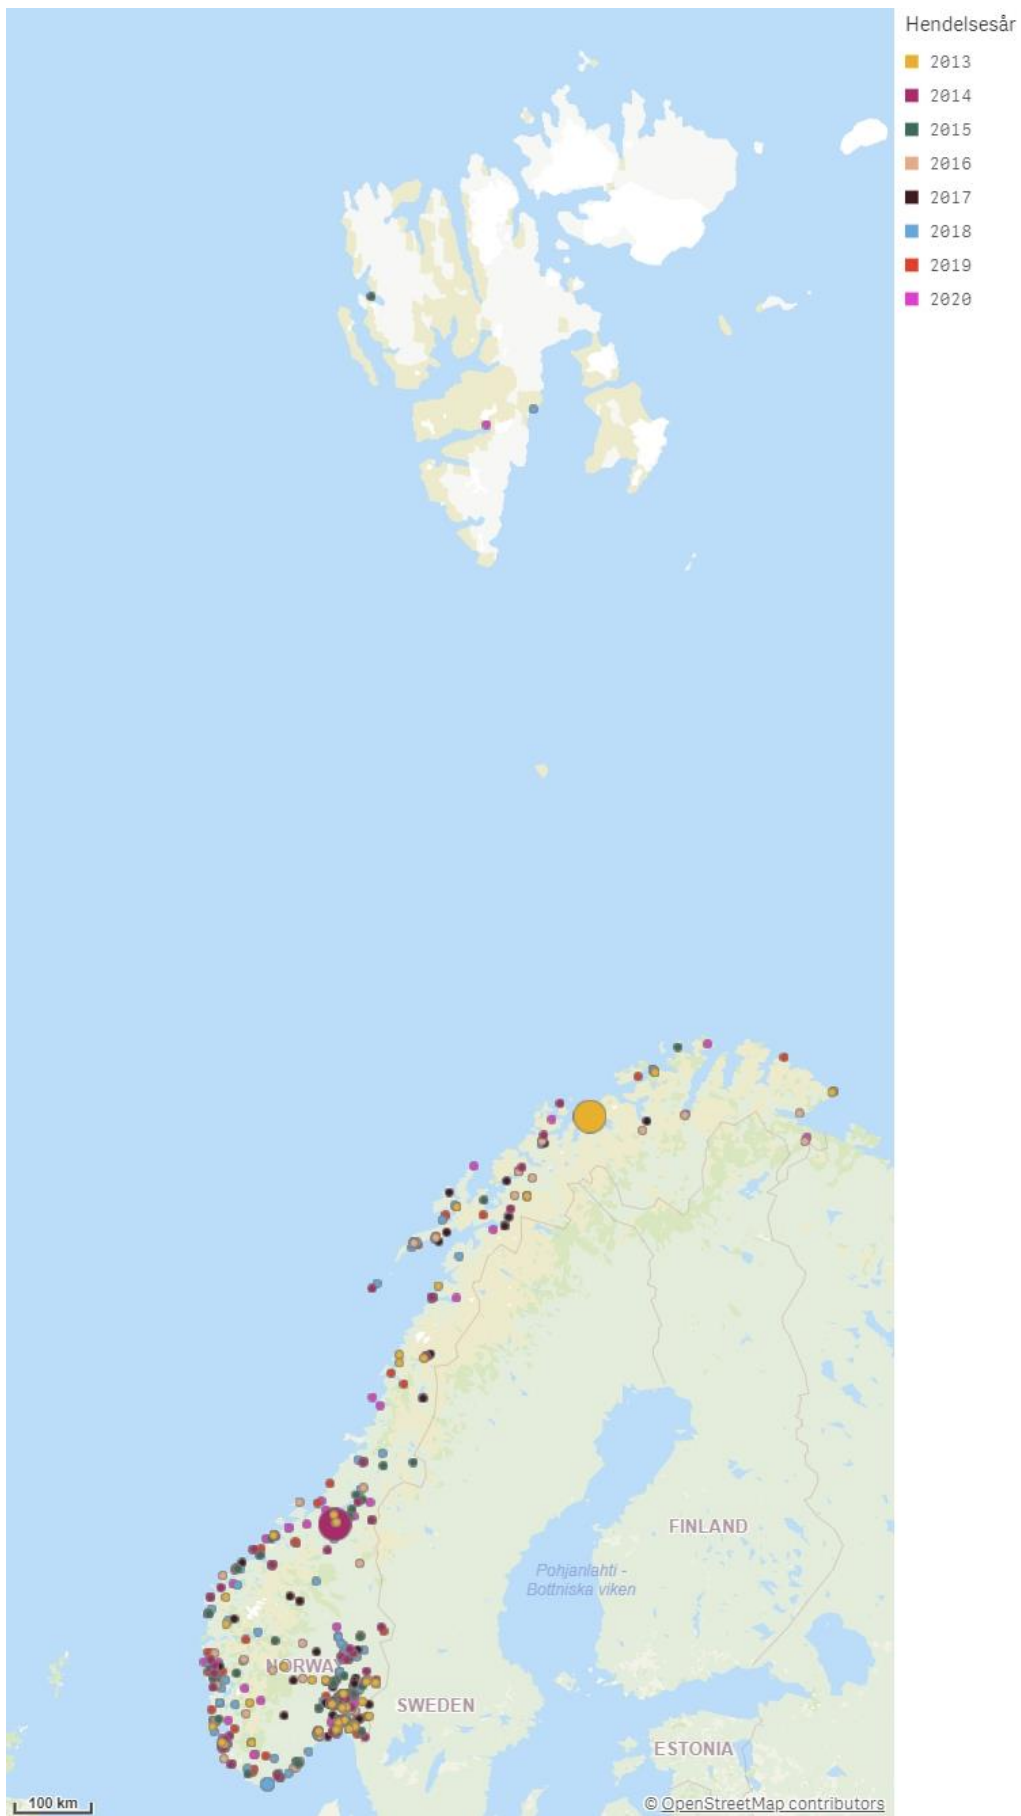 Hendelsesår
2013
2014
2015
2016
2017
2018
2019
2020
FINLAND
Pohjanlahti -
Bottniska viken
NORWAY
SWEDEN
ESTONIA
100 km
© OpenStreetMap contributors